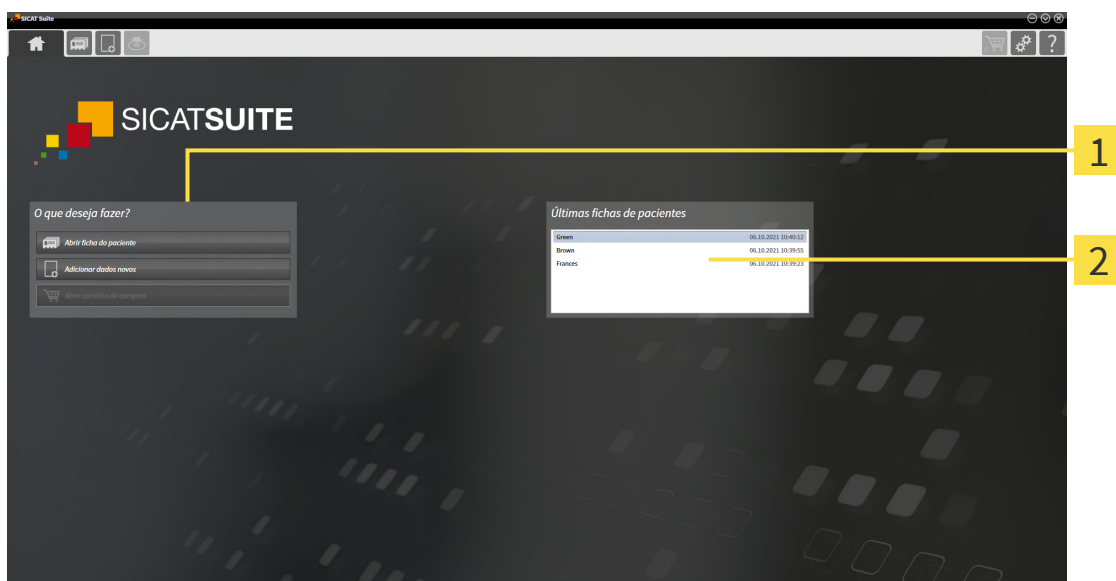 SICAT Suite
?
SICATSUITE
1
O que deseja fazer?
Abrir ficha do paciente
Adicionar dados novos
Abrir carrinho de compras
Últimas fichas de pacientes
Green 06.10.2021 10:40:12
Brown 06.10.2021 10:39:55
Frances 06.10.2021 10:39:23
2